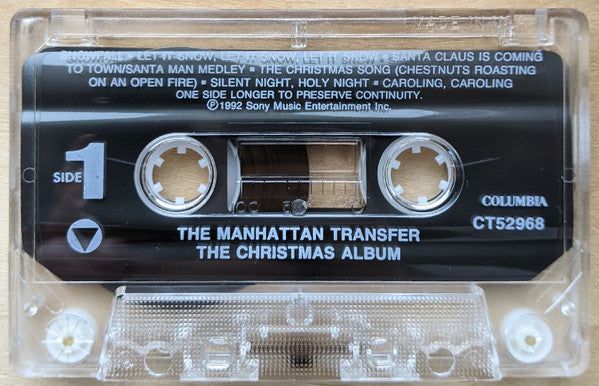 MADE IN U.S.A.
SNOWFALL • LET IT SNOW, LET IT SNOW, LET IT SNOW • SANTA CLAUS IS COMING
TO TOWN/SANTA MAN MEDLEY • THE CHRISTMAS SONG (CHESTNUTS ROASTING
ON AN OPEN FIRE) • SILENT NIGHT, HOLY NIGHT • CAROLING, CAROLING
ONE SIDE LONGER TO PRESERVE CONTINUITY.
℗1992 Sony Music Entertainment Inc.
SIDE 1
COLUMBIA
CT52968
THE MANHATTAN TRANSFER
THE CHRISTMAS ALBUM